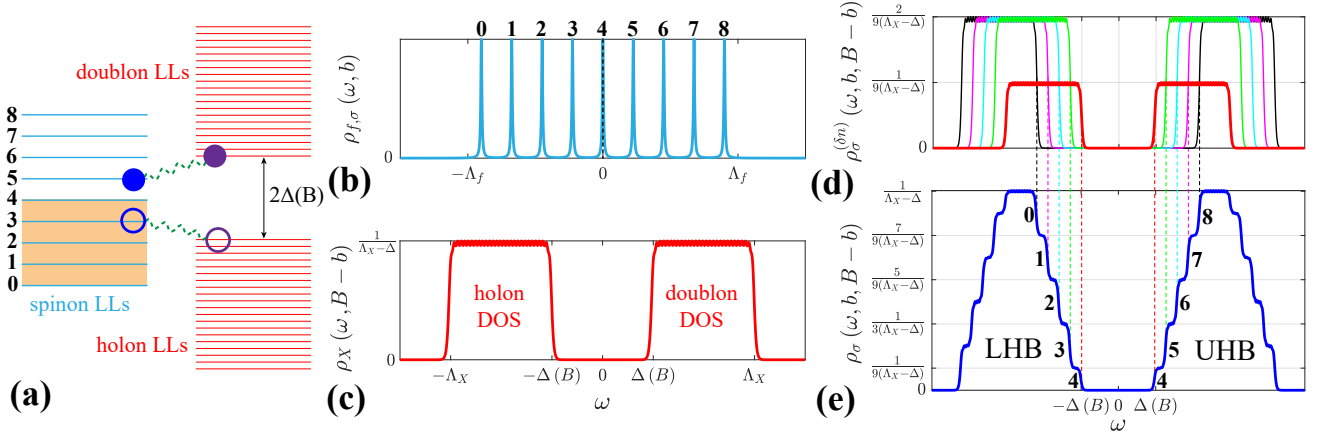 (a)
doublon LLs
8
7
6
5
4
3
2
1
0
spinon LLs
holon LLs
2Δ(B)
0 1 2 3 4 5 6 7 8
ρ_{f,σ} (ω, b)
0
−Λ_f 0 Λ_f
(b)
1/(Λ_X−Δ)
ρ_X (ω, B − b)
0
holon DOS
doublon DOS
−Λ_X −Δ (B) 0 Δ (B) Λ_X
ω
(c)
2/9(Λ_X−Δ)
1/9(Λ_X−Δ)
0
ρ_σ^{(δn)} (ω, b, B − b)
(d)
1/(Λ_X−Δ)
7/9(Λ_X−Δ)
5/9(Λ_X−Δ)
1/3(Λ_X−Δ)
1/9(Λ_X−Δ)
0
ρ_σ (ω, b, B − b)
0
1
2
3
4
8
7
6
5
4
LHB
UHB
−Δ (B) 0 Δ (B)
ω
(e)